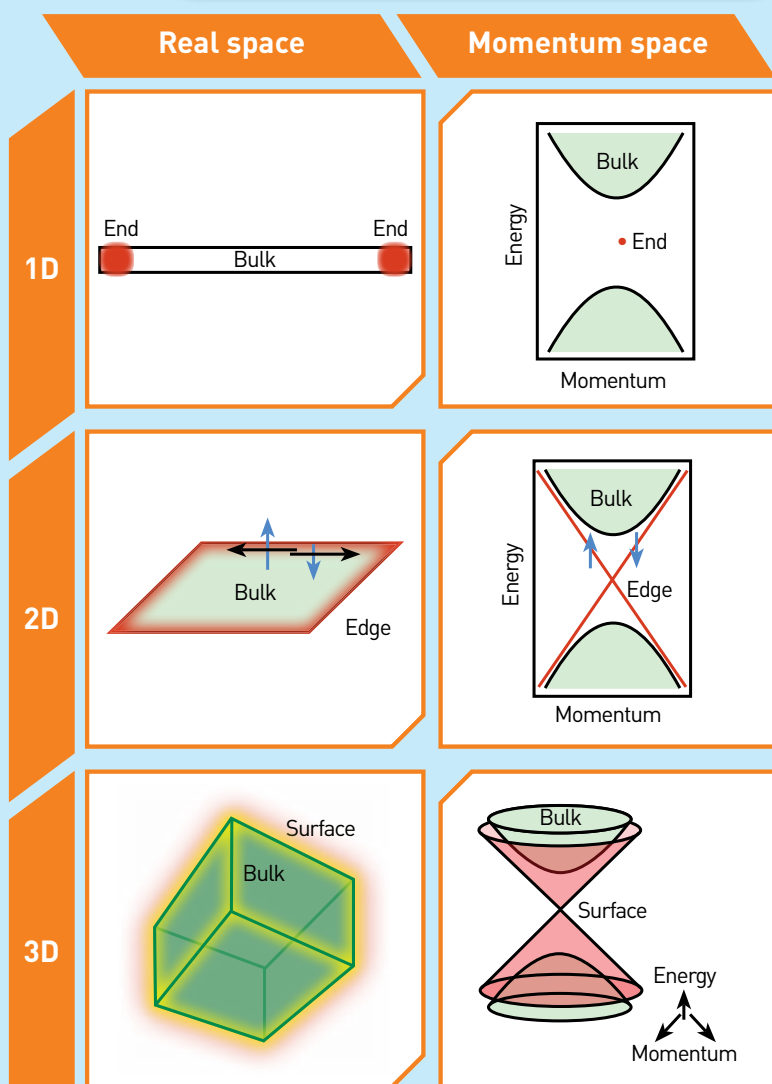 Real space
Momentum space
1D
End
End
Bulk
Bulk
Energy
End
Momentum
2D
Bulk
Edge
Bulk
Energy
Edge
Momentum
3D
Surface
Bulk
Bulk
Surface
Energy
Momentum